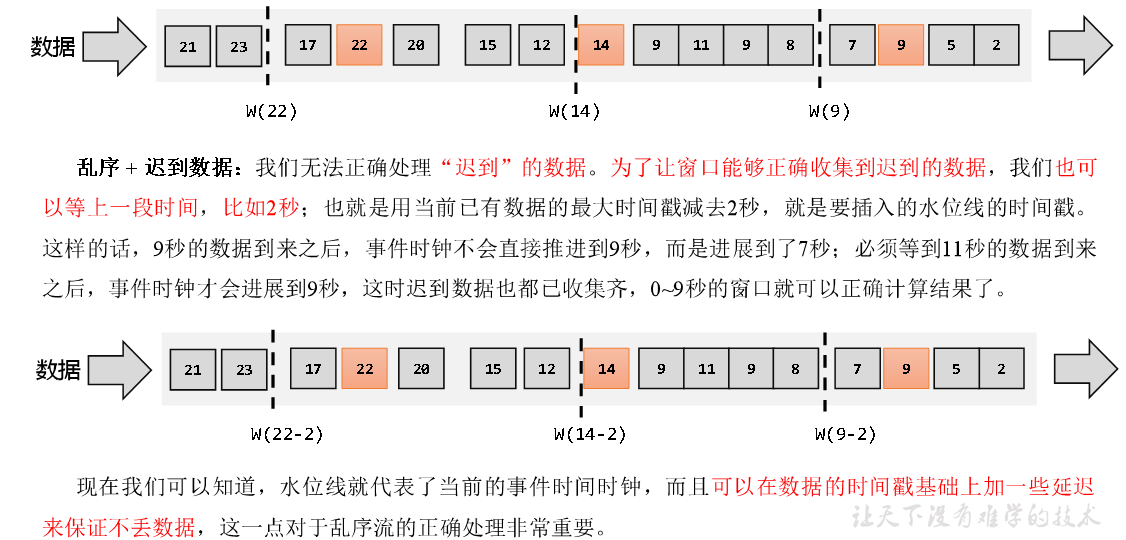 数据 21 23 17 22 20 15 12 14 9 11 9 8 7 9 5 2
W(22) W(14) W(9)
乱序 + 迟到数据：我们无法正确处理“迟到”的数据。为了让窗口能够正确收集到迟到的数据，我们也可
以等上一段时间，比如2秒；也就是用当前已有数据的最大时间戳减去2秒，就是要插入的水位线的时间戳。
这样的话，9秒的数据到来之后，事件时钟不会直接推进到9秒，而是进展到了7秒；必须等到11秒的数据到来
之后，事件时钟才会进展到9秒，这时迟到数据也都已收集齐，0~9秒的窗口就可以正确计算结果了。
数据 21 23 17 22 20 15 12 14 9 11 9 8 7 9 5 2
W(22-2) W(14-2) W(9-2)
现在我们可以知道，水位线就代表了当前的事件时间时钟，而且可以在数据的时间戳基础上加一些延迟
来保证不丢数据，这一点对于乱序流的正确处理非常重要。
让天下没有难学的技术